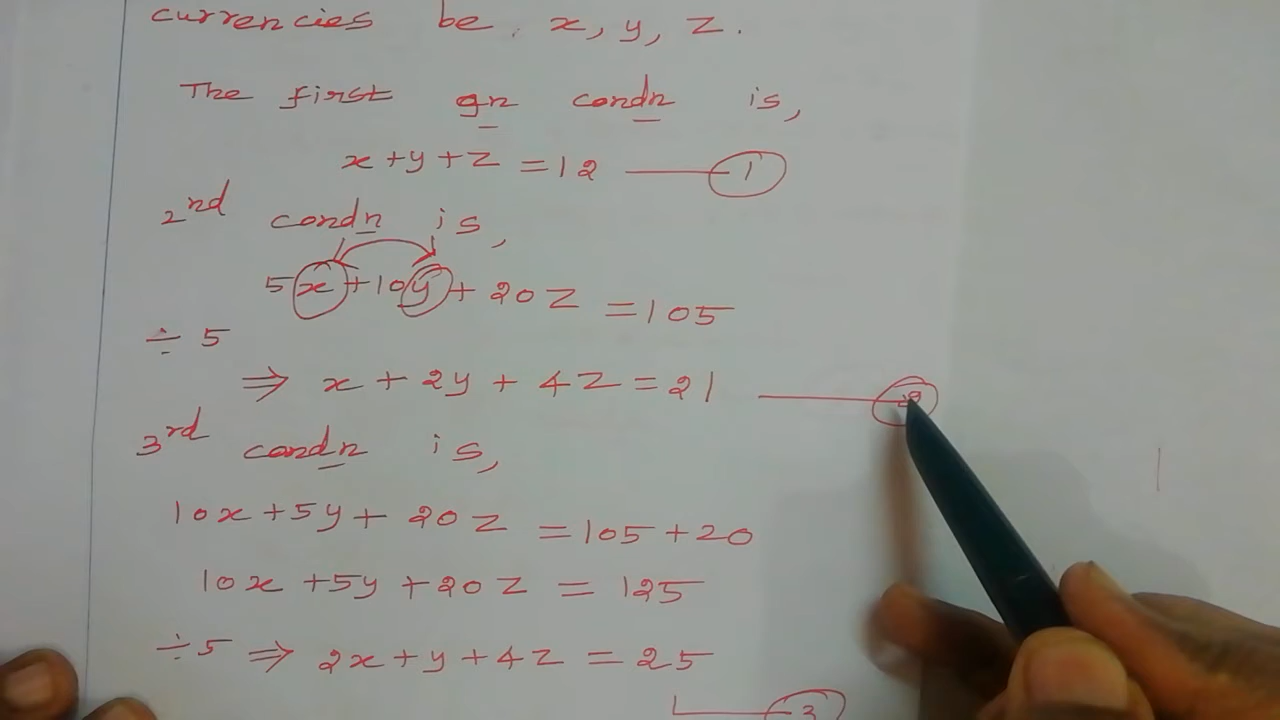 currencies be. x, y, z.
The first gn condn is,
x+y+z = 12 —— 1
2nd condn is,
5x+10y+ 20z = 105
÷ 5
⇒ x + 2y + 4z = 21 ——
3rd condn is,
10x+5y+ 20z = 105+20
10x +5y +20z = 125
÷5 ⇒ 2x+y+4z = 25
3